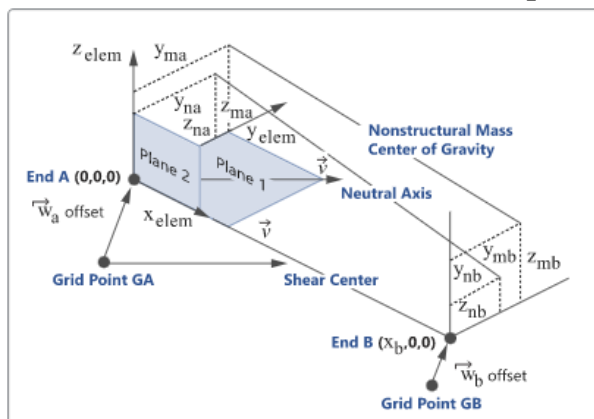 z elem
y ma
y na
z ma
z na
y elem
Nonstructural Mass
Center of Gravity
Plane 2
Plane 1
v
Neutral Axis
End A (0,0,0)
x elem
w a offset
v
Grid Point GA
Shear Center
y mb
z mb
y nb
z nb
End B (x b,0,0)
w b offset
Grid Point GB